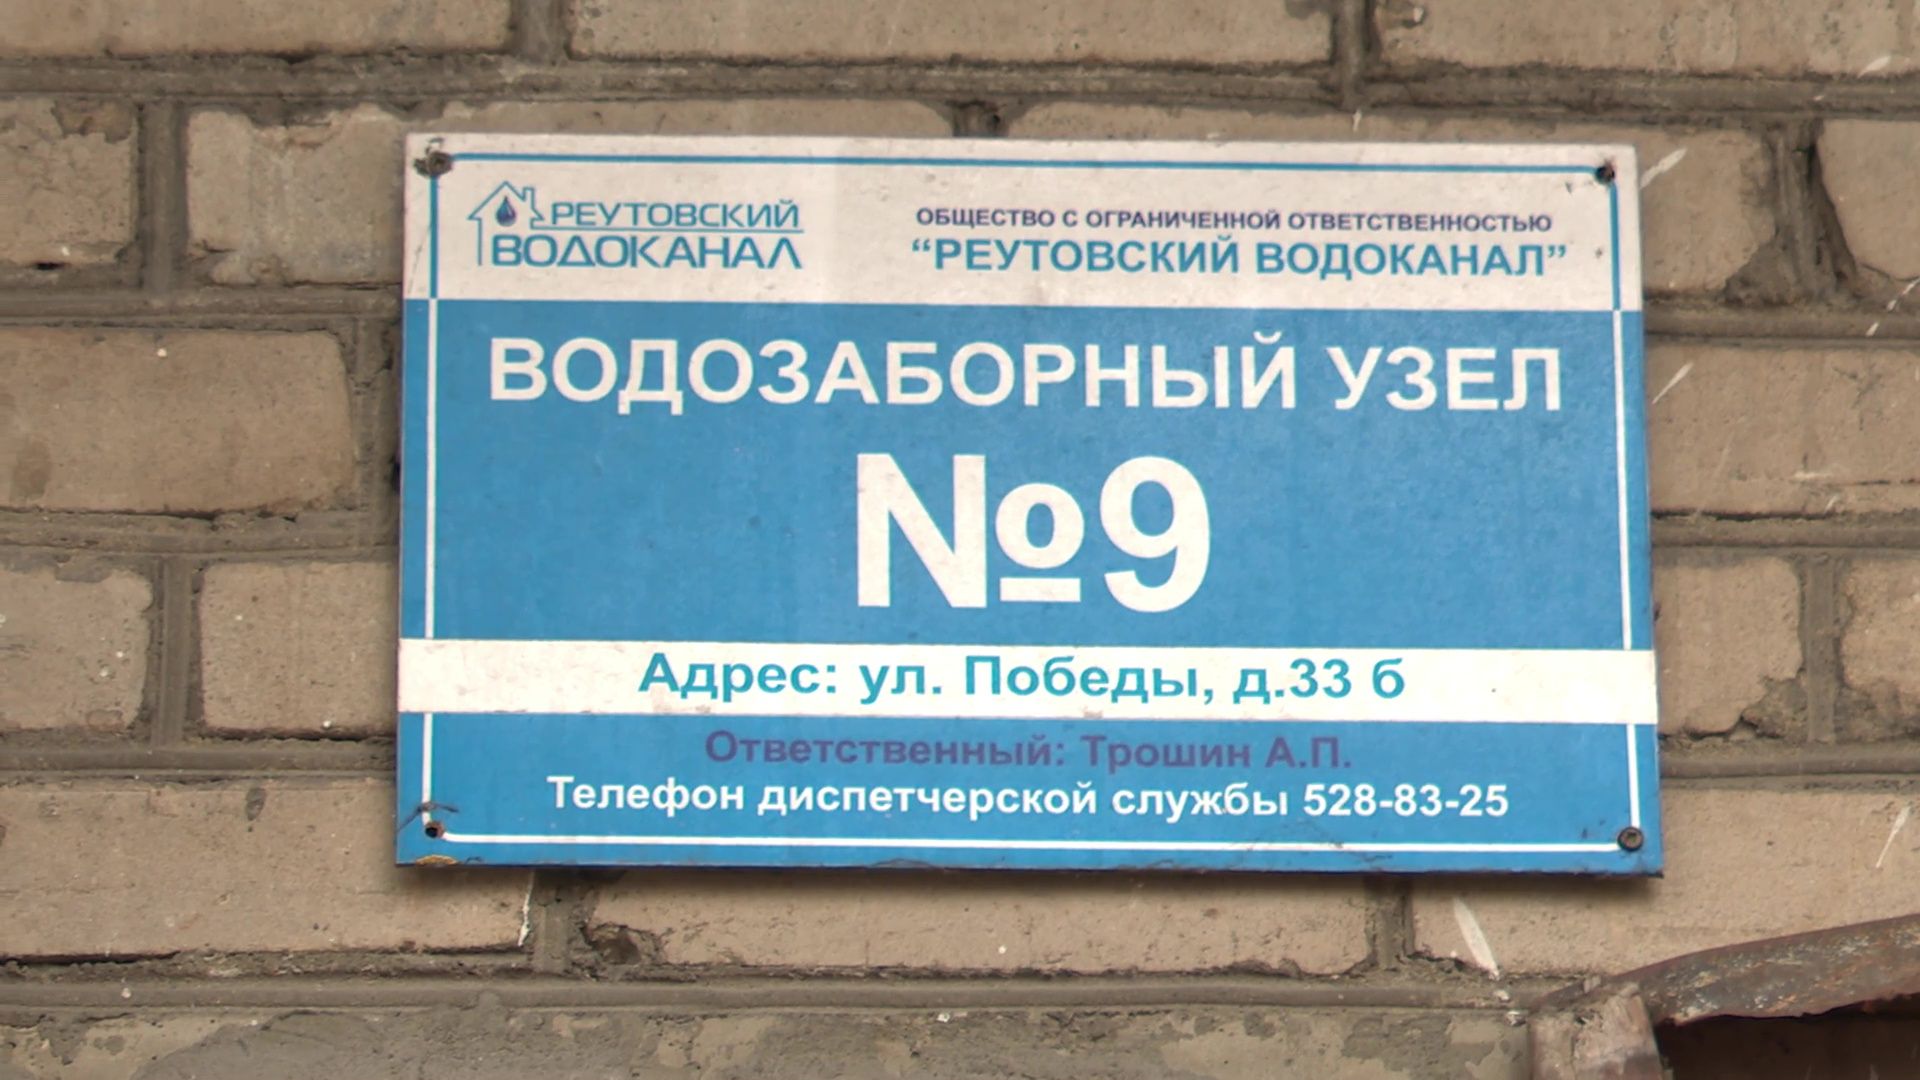 РЕУТОВСКИЙ
ВОДОКАНАЛ
ОБЩЕСТВО С ОГРАНИЧЕННОЙ ОТВЕТСТВЕННОСТЬЮ
“РЕУТОВСКИЙ ВОДОКАНАЛ”
ВОДОЗАБОРНЫЙ УЗЕЛ
№9
Адрес: ул. Победы, д.33 б
Ответственный: Трошин А.П.
Телефон диспетчерской службы 528-83-25